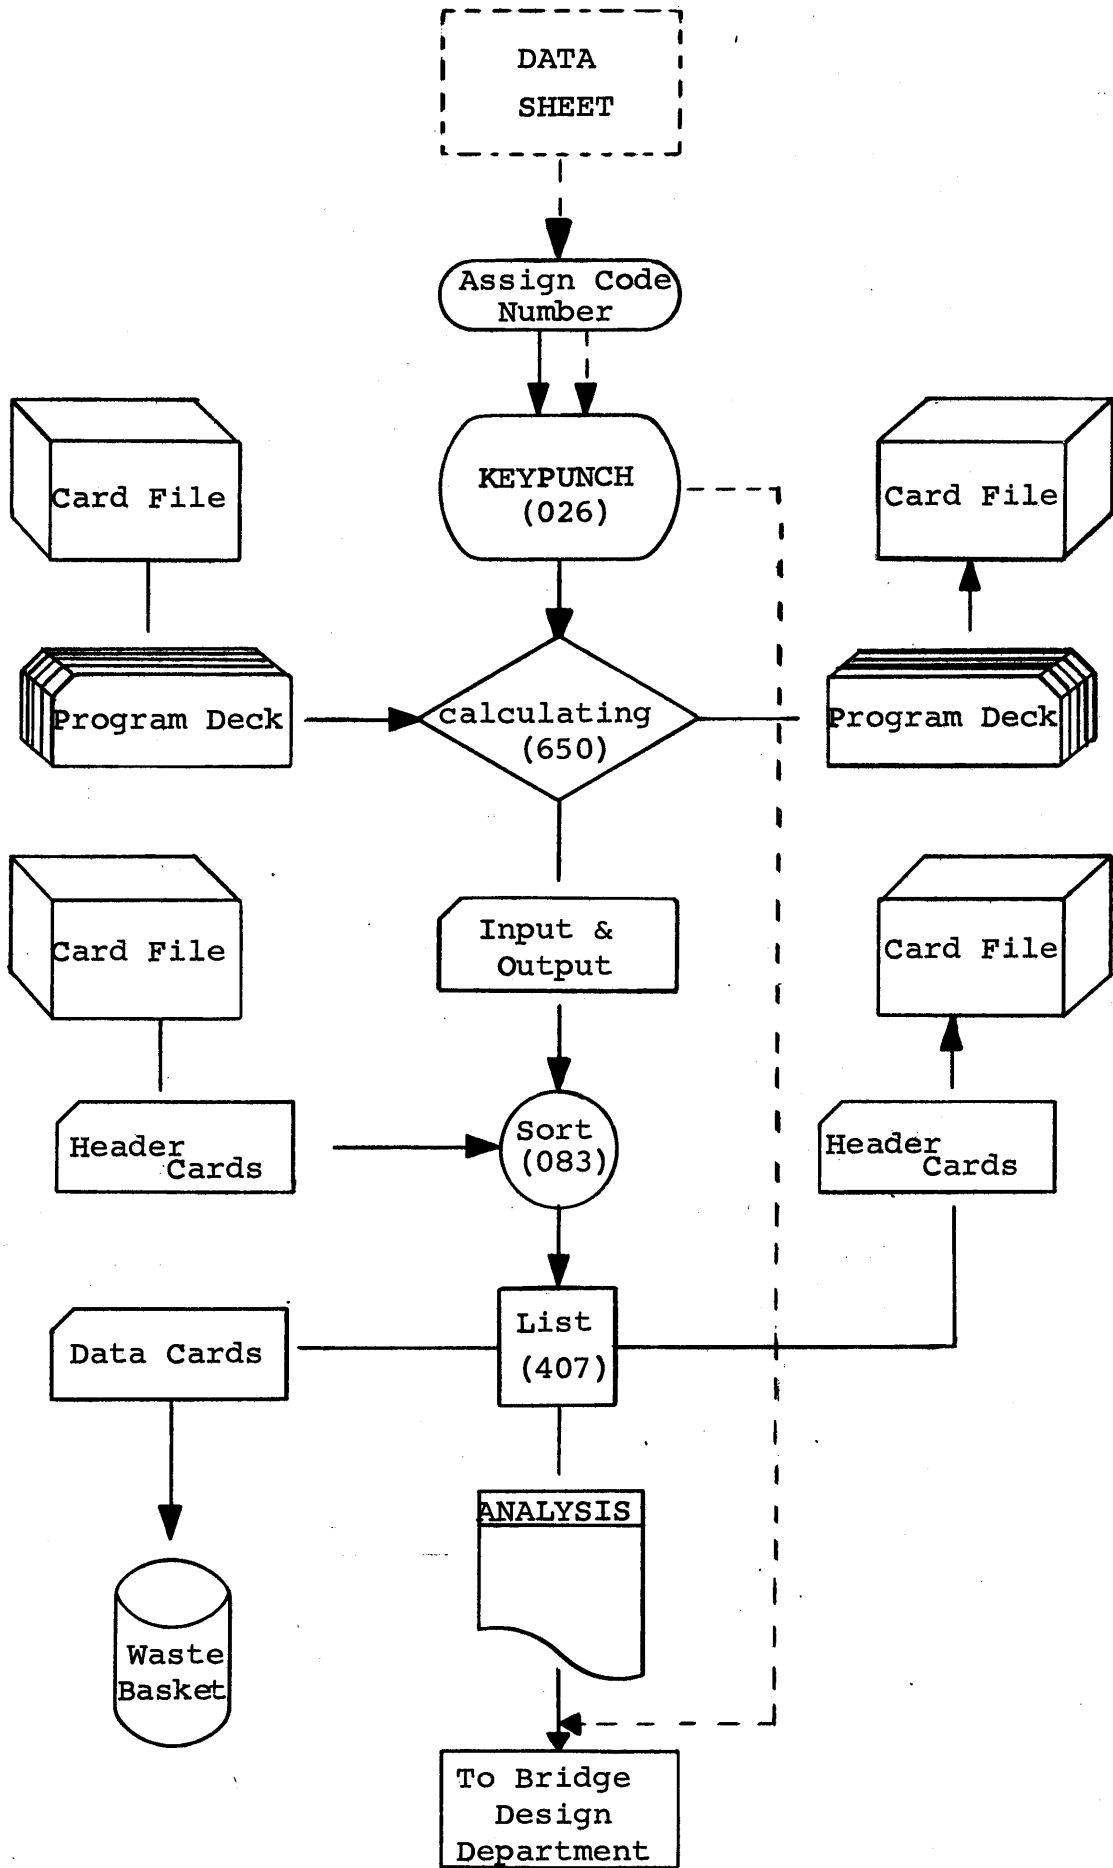 DATA
SHEET
Assign Code
Number
Card File
KEYPUNCH
(026)
Card File
Program Deck
calculating
(650)
Program Deck
Card File
Input &
Output
Card File
Header
Cards
Sort
(083)
Header
Cards
Data Cards
List
(407)
ANALYSIS
Waste
Basket
To Bridge
Design
Department